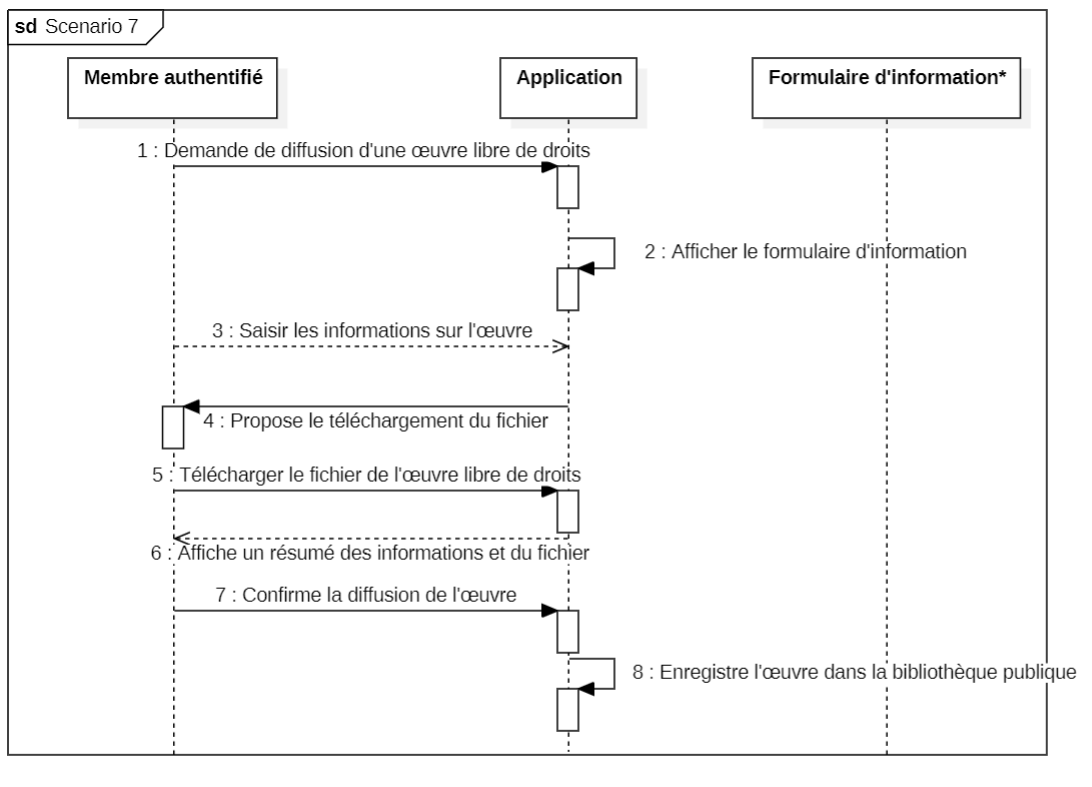 sd Scenario 7
Membre authentifié
Application
Formulaire d'information*
1 : Demande de diffusion d'une œuvre libre de droits
2 : Afficher le formulaire d'information
3 : Saisir les informations sur l'œuvre
4 : Propose le téléchargement du fichier
5 : Télécharger le fichier de l'œuvre libre de droits
6 : Affiche un résumé des informations et du fichier
7 : Confirme la diffusion de l'œuvre
8 : Enregistre l'œuvre dans la bibliothèque publique